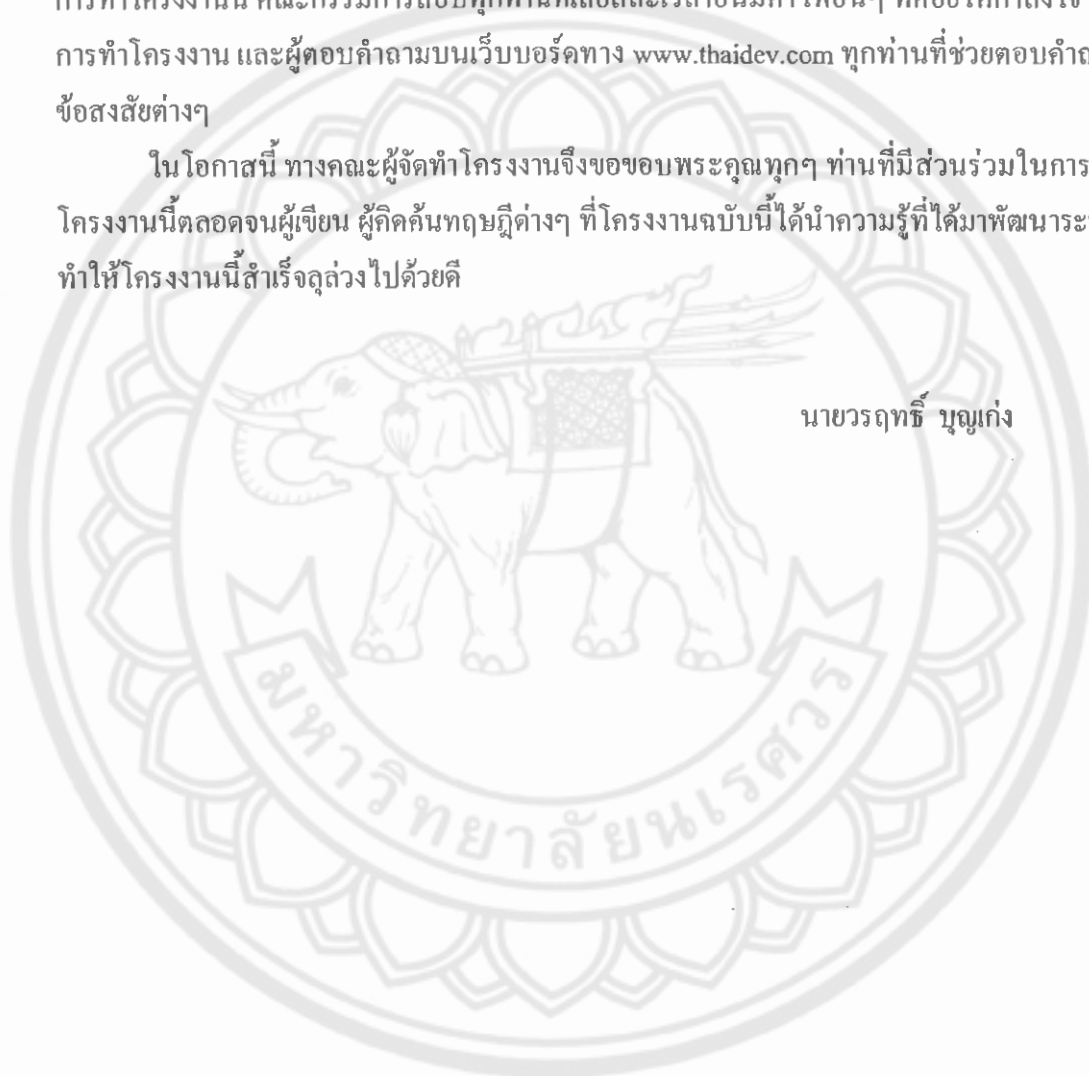 การทำโครงงาน และผู้ตอบคำถามบนเว็บบอร์ดทาง www.thaidev.com ทุกท่านที่ช่วยตอบ
ข้อสงสัยต่างๆ
ในโอกาสนี้ ทางคณะผู้จัดทำโครงงานจึงขอขอบพระคุณทุกๆ ท่านที่มีส่วนร่วมในการ
โครงงานนี้ตลอดจนผู้เขียน ผู้คิดค้นทฤษฎีต่างๆ ที่โครงงานฉบับนี้ได้นำความรู้ที่ได้มาพัฒนา
ทำให้โครงงานนี้สำเร็จลุล่วงไปด้วยดี
นายวรฤทธิ์ บุญเก่ง
มหาวิทยาลัยนเรศวร